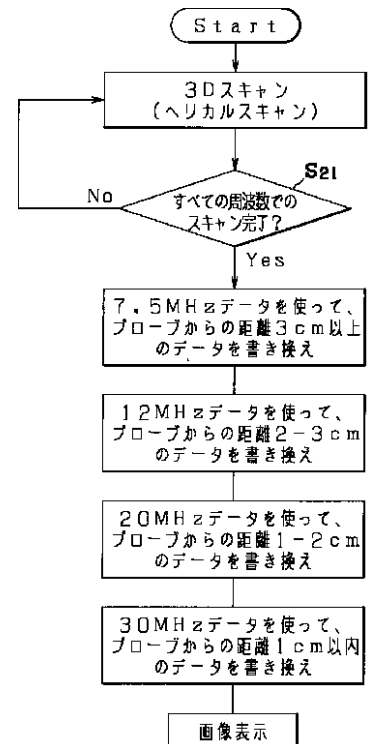 Start
3Dスキャン
(ヘリカルスキャン)
S21
No
すべての周波数での
スキャン完了?
Yes
7.5MHzデータを使って、
プローブからの距離3cm以上
のデータを書き換え
12MHzデータを使って、
プローブからの距離2-3cm
のデータを書き換え
20MHzデータを使って、
プローブからの距離1-2cm
のデータを書き換え
30MHzデータを使って、
プローブからの距離1cm以内
のデータを書き換え
画像表示